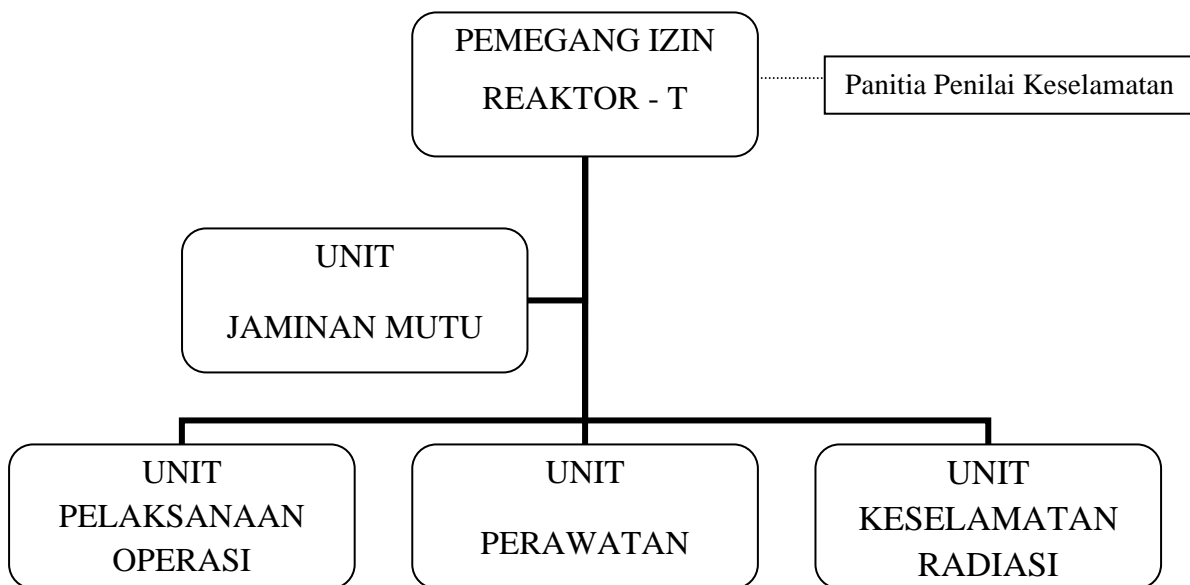 PEMEGANG IZIN
REAKTOR - T
Panitia Penilai Keselamatan
UNIT
JAMINAN MUTU
UNIT
PELAKSANAAN
OPERASI
UNIT
PERAWATAN
UNIT
KESELAMATAN
RADIASI